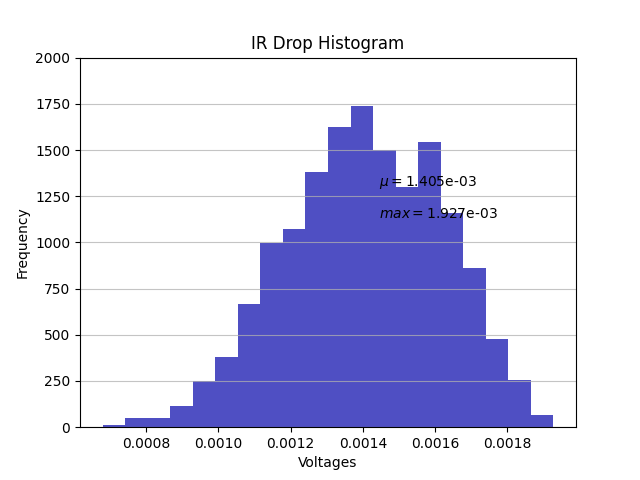 IR Drop Histogram
2000
1750
1500
1250
1000
750
500
250
0
Frequency
μ = 1.405e-03
max = 1.927e-03
0.0008 0.0010 0.0012 0.0014 0.0016 0.0018
Voltages